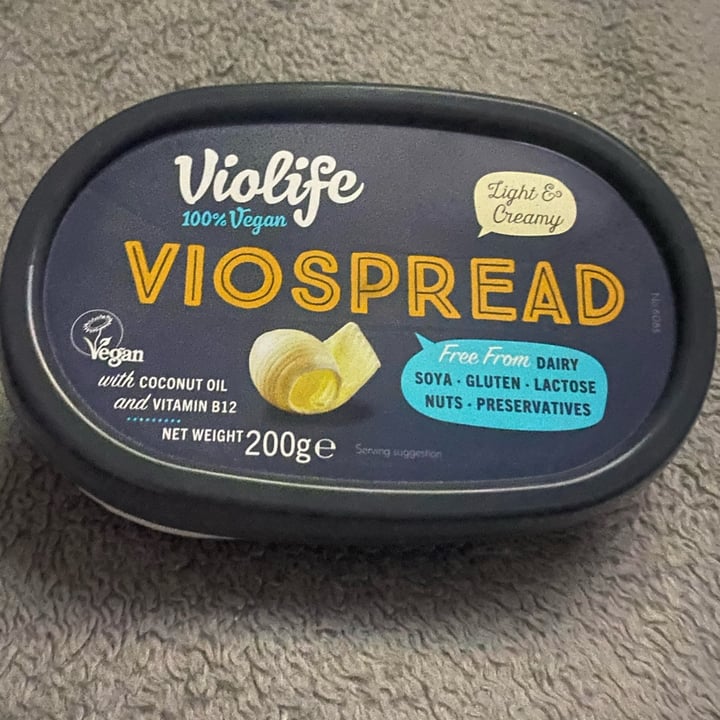 Violife
100% Vegan
Light &
Creamy
VIOSPREAD
Vegan
with COCONUT OIL
and VITAMIN B12
Free From DAIRY
SOYA · GLUTEN · LACTOSE
NUTS · PRESERVATIVES
NET WEIGHT 200g e
Serving suggestion